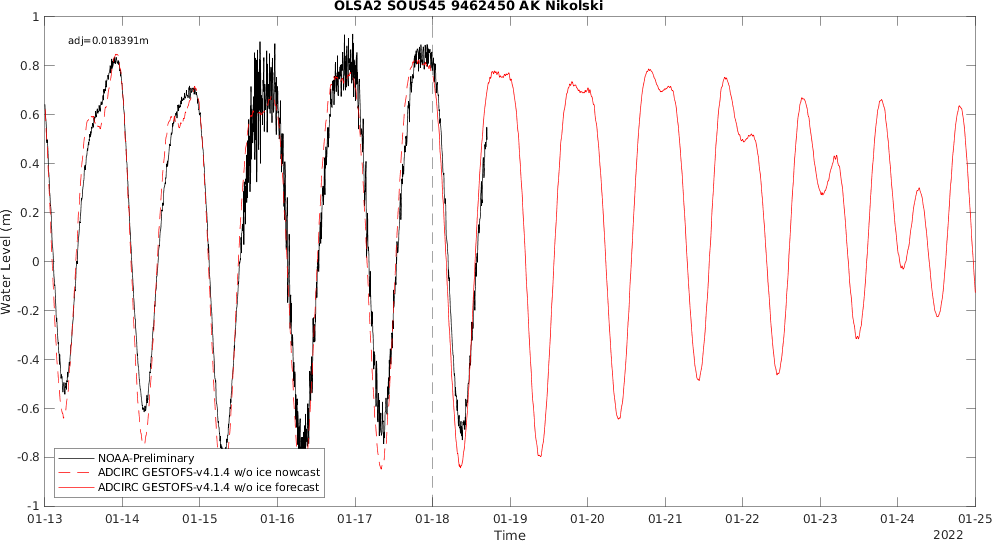 OLSA2 SOUS45 9462450 AK Nikolski
adj=0.018391m
Water Level (m)
1
0.8
0.6
0.4
0.2
0
-0.2
-0.4
-0.6
-0.8
-1
NOAA-Preliminary
ADCIRC GESTOFS-v4.1.4 w/o ice nowcast
ADCIRC GESTOFS-v4.1.4 w/o ice forecast
01-13 01-14 01-15 01-16 01-17 01-18 01-19 01-20 01-21 01-22 01-23 01-24 01-25
Time
2022